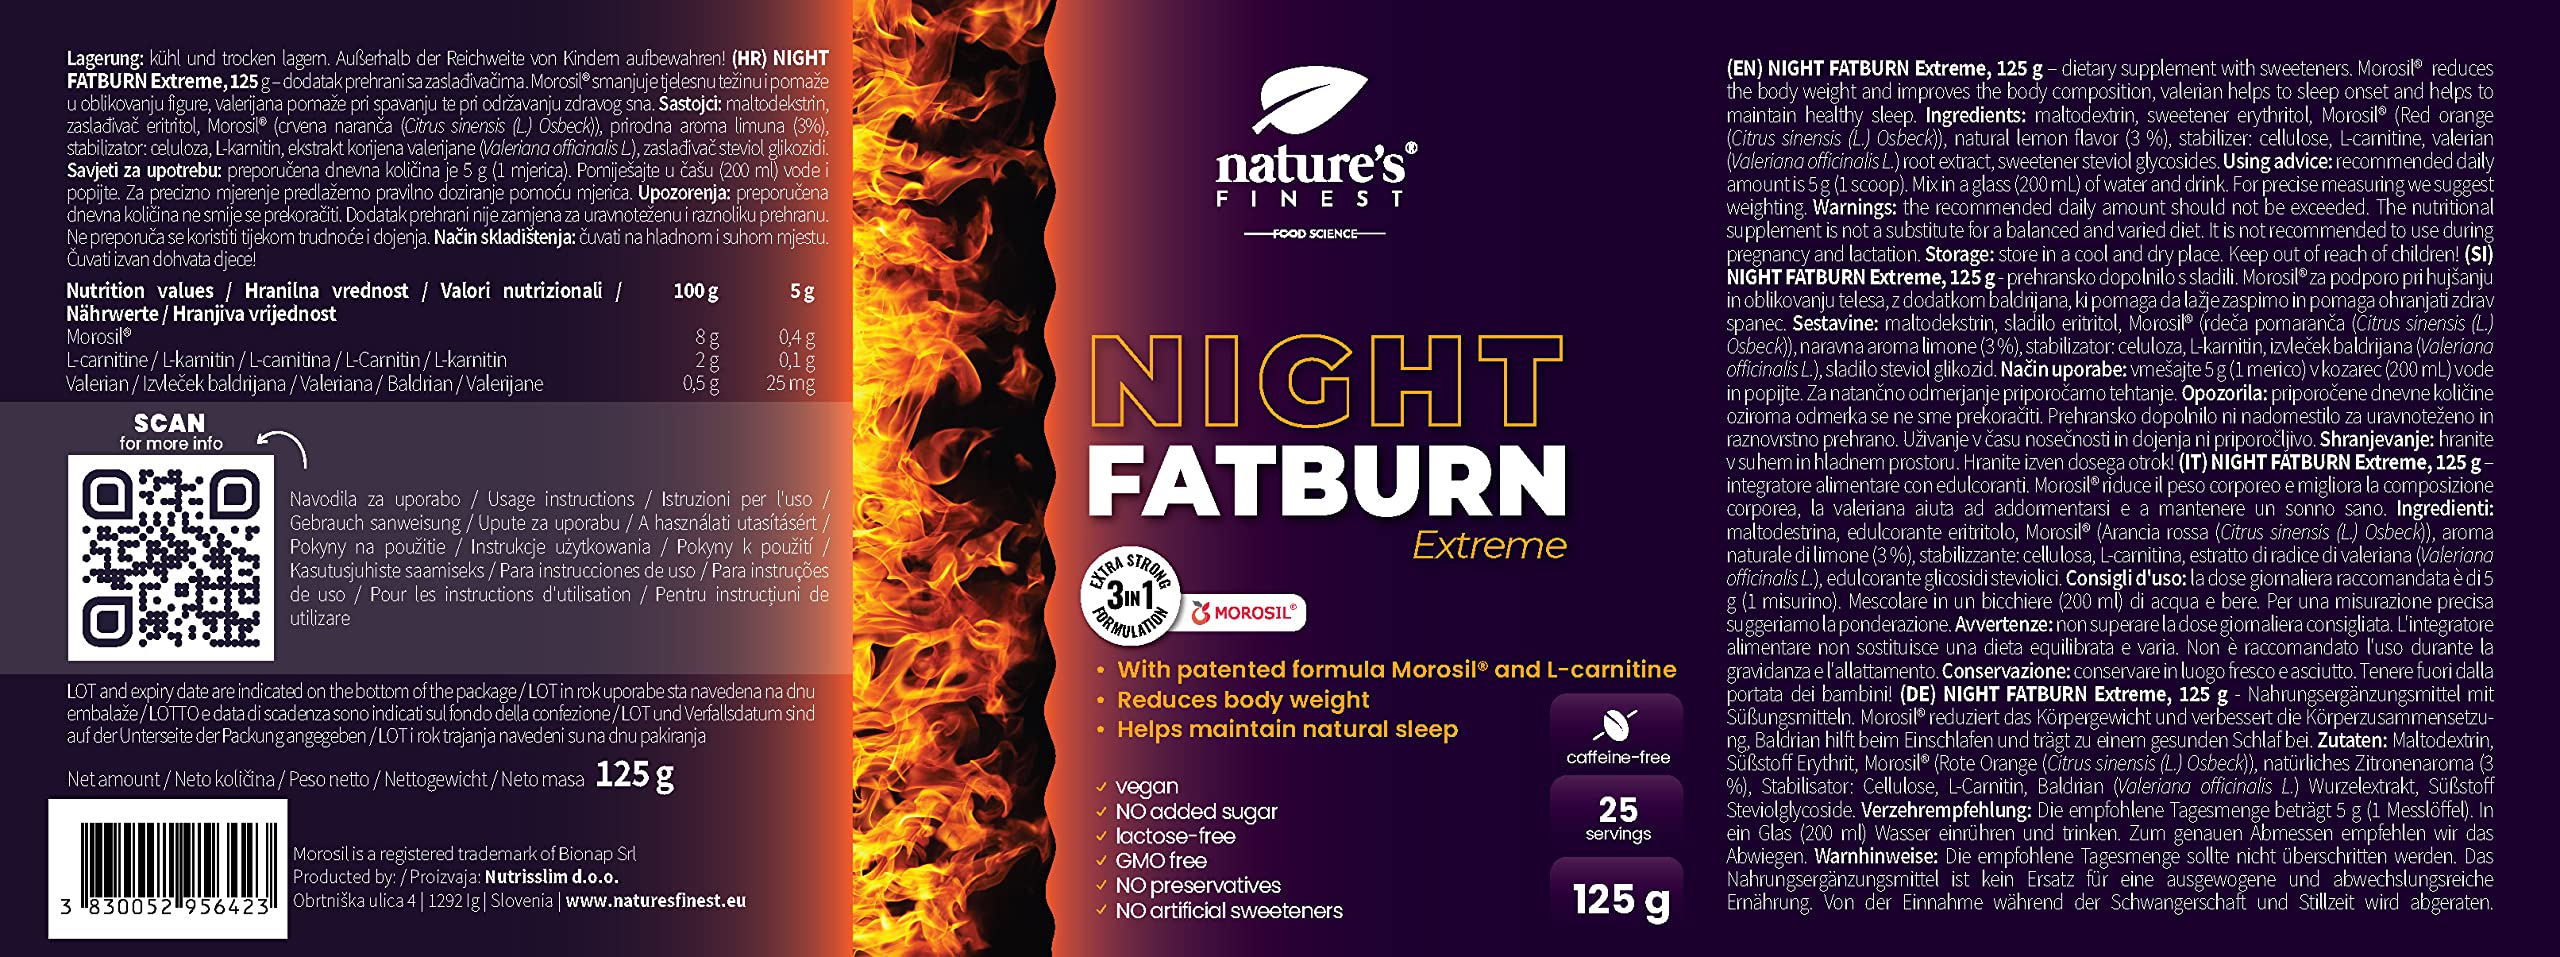 Lagerung: kühl und trocken lagern. Außerhalb der Reichweite von Kindern aufbewahren! (HR) NIGHT
FATBURN Extreme, 125 g – dodatak prehrani sa zaslađivačima. Morosil® smanjuje tjelesnu težinu i pomaže
u oblikovanju figure, valerijana pomaže pri spavanju te pri održavanju zdravog sna. Sastojci: maltodekstrin,
zaslađivač eritritol, Morosil® (crvena naranča (Citrus sinensis (L.) Osbeck)), prirodna aroma limuna (3%),
stabilizator: celuloza, L-karnitin, ekstrakt korijena valerijane (Valeriana officinalis L.), zaslađivač steviol glikozidi.
Savjeti za upotrebu: preporučena dnevna količina je 5 g (1 mjerica). Pomiješajte u čašu (200 ml) vode i
popijte. Za precizno mjerenje predlažemo pravilno doziranje pomoću mjerica. Upozorenja: preporučena
dnevna količina ne smije se prekoračiti. Dodatak prehrani nije zamjena za uravnoteženu i raznoliku prehranu.
Ne preporuča se koristiti tijekom trudnoće i dojenja. Način skladištenja: čuvati na hladnom i suhom mjestu.
Čuvati izvan dohvata djece!
Nutrition values / Hranilna vrednost / Valori nutrizionali / 100 g 5 g
Nährwerte / Hranjiva vrijednost
Morosil® 8 g 0,4 g
L-carnitine / L-karnitin / L-carnitina / L-Carnitin / L-karnitin 2 g 0,1 g
Valerian / Izvleček baldrijana / Valeriana / Baldrian / Valerijane 0,5 g 25 mg
SCAN
for more info
Navodila za uporabo / Usage instructions / Istruzioni per l'uso /
Gebrauch sanweisung / Upute za uporabu / A használati utasításért /
Pokyny na použitie / Instrukcje użytkowania / Pokyny k použití /
Kasutusjuhiste saamiseks / Para instrucciones de uso / Para instruções
de uso / Pour les instructions d'utilisation / Pentru instrucțiuni de
utilizare
LOT and expiry date are indicated on the bottom of the package / LOT in rok uporabe sta navedena na dnu
embalaže / LOTTO e data di scadenza sono indicati sul fondo della confezione / LOT und Verfallsdatum sind
auf der Unterseite der Packung angegeben / LOT i rok trajanja navedeni su na dnu pakiranja
Net amount / Neto količina / Peso netto / Nettogewicht / Neto masa 125 g
3 830052 956423
Morosil is a registered trademark of Bionap Srl
Producted by: / Proizvaja: Nutrisslim d.o.o.
Obrtniška ulica 4 | 1292 Ig | Slovenia | www.naturesfinest.eu
nature's®
FINEST
FOOD SCIENCE
NIGHT
FATBURN
Extreme
EXTRA STRONG
3 IN 1
FORMULATION
MOROSIL®
• With patented formula Morosil® and L-carnitine
• Reduces body weight
• Helps maintain natural sleep
✓ vegan
✓ NO added sugar
✓ lactose-free
✓ GMO free
✓ NO preservatives
✓ NO artificial sweeteners
caffeine-free
25
servings
125 g
(EN) NIGHT FATBURN Extreme, 125 g – dietary supplement with sweeteners. Morosil® reduces
the body weight and improves the body composition, valerian helps to sleep onset and helps to
maintain healthy sleep. Ingredients: maltodextrin, sweetener erythritol, Morosil® (Red orange
(Citrus sinensis (L.) Osbeck)), natural lemon flavor (3 %), stabilizer: cellulose, L-carnitine, valerian
(Valeriana officinalis L.) root extract, sweetener steviol glycosides. Using advice: recommended daily
amount is 5 g (1 scoop). Mix in a glass (200 mL) of water and drink. For precise measuring we suggest
weighting. Warnings: the recommended daily amount should not be exceeded. The nutritional
supplement is not a substitute for a balanced and varied diet. It is not recommended to use during
pregnancy and lactation. Storage: store in a cool and dry place. Keep out of reach of children! (SI)
NIGHT FATBURN Extreme, 125 g - prehransko dopolnilo s sladili. Morosil® za podporo pri hujšanju
in oblikovanju telesa, z dodatkom baldrijana, ki pomaga da lažje zaspimo in pomaga ohranjati zdrav
spanec. Sestavine: maltodekstrin, sladilo eritritol, Morosil® (rdeča pomaranča (Citrus sinensis (L.)
Osbeck)), naravna aroma limone (3 %), stabilizator: celuloza, L-karnitin, izvleček baldrijana (Valeriana
officinalis L.), sladilo steviol glikozid. Način uporabe: vmešajte 5 g (1 merico) v kozarec (200 mL) vode
in popijte. Za natančno odmerjanje priporočamo tehtanje. Opozorila: priporočene dnevne količine
oziroma odmerka se ne sme prekoračiti. Prehransko dopolnilo ni nadomestilo za uravnoteženo in
raznovrstno prehrano. Uživanje v času nosečnosti in dojenja ni priporočljivo. Shranjevanje: hranite
v suhem in hladnem prostoru. Hranite izven dosega otrok! (IT) NIGHT FATBURN Extreme, 125 g –
integratore alimentare con edulcoranti. Morosil® riduce il peso corporeo e migliora la composizione
corporea, la valeriana aiuta ad addormentarsi e a mantenere un sonno sano. Ingredienti:
maltodestrina, edulcorante eritritolo, Morosil® (Arancia rossa (Citrus sinensis (L.) Osbeck)), aroma
naturale di limone (3 %), stabilizzante: cellulosa, L-carnitina, estratto di radice di valeriana (Valeriana
officinalis L.), edulcorante glicosidi steviolici. Consigli d'uso: la dose giornaliera raccomandata è di 5
g (1 misurino). Mescolare in un bicchiere (200 ml) di acqua e bere. Per una misurazione precisa
suggeriamo la ponderazione. Avvertenze: non superare la dose giornaliera consigliata. L'integratore
alimentare non sostituisce una dieta equilibrata e varia. Non è raccomandato l'uso durante la
gravidanza e l'allattamento. Conservazione: conservare in luogo fresco e asciutto. Tenere fuori dalla
portata dei bambini! (DE) NIGHT FATBURN Extreme, 125 g - Nahrungsergänzungsmittel mit
Süßungsmitteln. Morosil® reduziert das Körpergewicht und verbessert die Körperzusammensetzu-
ng, Baldrian hilft beim Einschlafen und trägt zu einem gesunden Schlaf bei. Zutaten: Maltodextrin,
Süßstoff Erythrit, Morosil® (Rote Orange (Citrus sinensis (L.) Osbeck)), natürliches Zitronenaroma (3
%), Stabilisator: Cellulose, L-Carnitin, Baldrian (Valeriana officinalis L.) Wurzelextrakt, Süßstoff
Steviolglycoside. Verzehrempfehlung: Die empfohlene Tagesmenge beträgt 5 g (1 Messlöffel). In
ein Glas (200 ml) Wasser einrühren und trinken. Zum genauen Abmessen empfehlen wir das
Abwiegen. Warnhinweise: Die empfohlene Tagesmenge sollte nicht überschritten werden. Das
Nahrungsergänzungsmittel ist kein Ersatz für eine ausgewogene und abwechslungsreiche
Ernährung. Von der Einnahme während der Schwangerschaft und Stillzeit wird abgeraten.